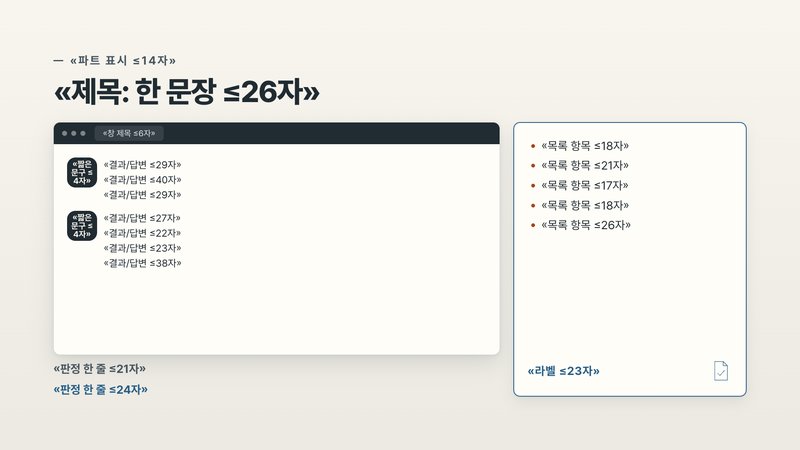 — «파트 표시 ≤14자»
«제목: 한 문장 ≤26자»
«창 제목 ≤6자»
«짧은
문구 ≤
4자»
«결과/답변 ≤29자»
«결과/답변 ≤40자»
«결과/답변 ≤29자»
«짧은
문구 ≤
4자»
«결과/답변 ≤27자»
«결과/답변 ≤22자»
«결과/답변 ≤23자»
«결과/답변 ≤38자»
«판정 한 줄 ≤21자»
«판정 한 줄 ≤24자»
• «목록 항목 ≤18자»
• «목록 항목 ≤21자»
• «목록 항목 ≤17자»
• «목록 항목 ≤18자»
• «목록 항목 ≤26자»
«라벨 ≤23자»